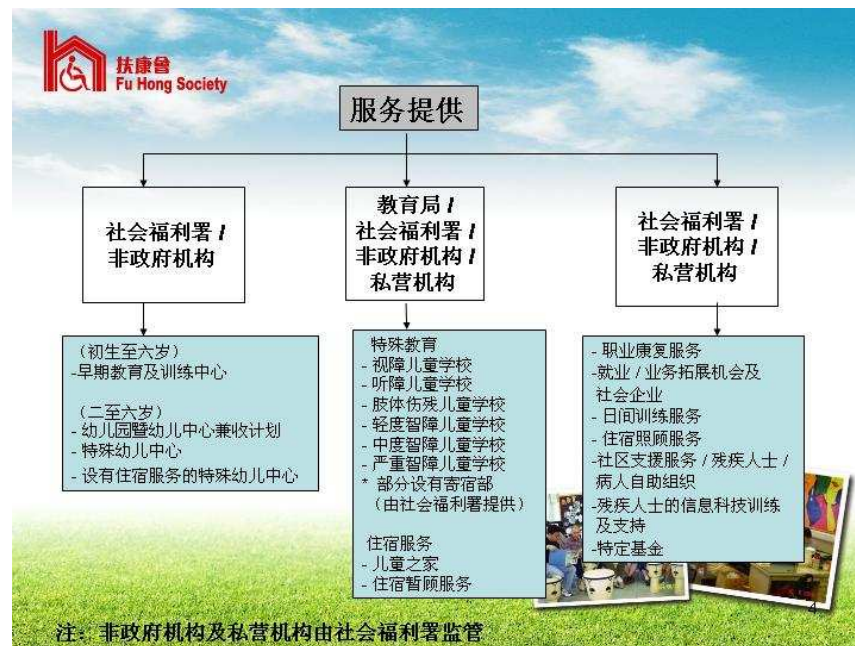 扶康會
Fu Hong Society
服务提供
社会福利署 /
非政府机构
教育局 /
社会福利署 /
非政府机构 /
私营机构
社会福利署 /
非政府机构 /
私营机构
（初生至六岁）
-早期教育及训练中心
（二至六岁）
- 幼儿园暨幼儿中心兼收计划
- 特殊幼儿中心
- 设有住宿服务的特殊幼儿中心
特殊教育
- 视障儿童学校
- 听障儿童学校
- 肢体伤残儿童学校
- 轻度智障儿童学校
- 中度智障儿童学校
- 严重智障儿童学校
* 部分设有寄宿部
（由社会福利署提供）
住宿服务
- 儿童之家
- 住宿暂顾服务
- 职业康复服务
-就业 / 业务拓展机会及
社会企业
- 日间训练服务
- 住宿照顾服务
-社区支援服务 / 残疾人士 /
病人自助组织
-残疾人士的信息科技训练
及支持
-特定基金
4
注：非政府机构及私营机构由社会福利署监管